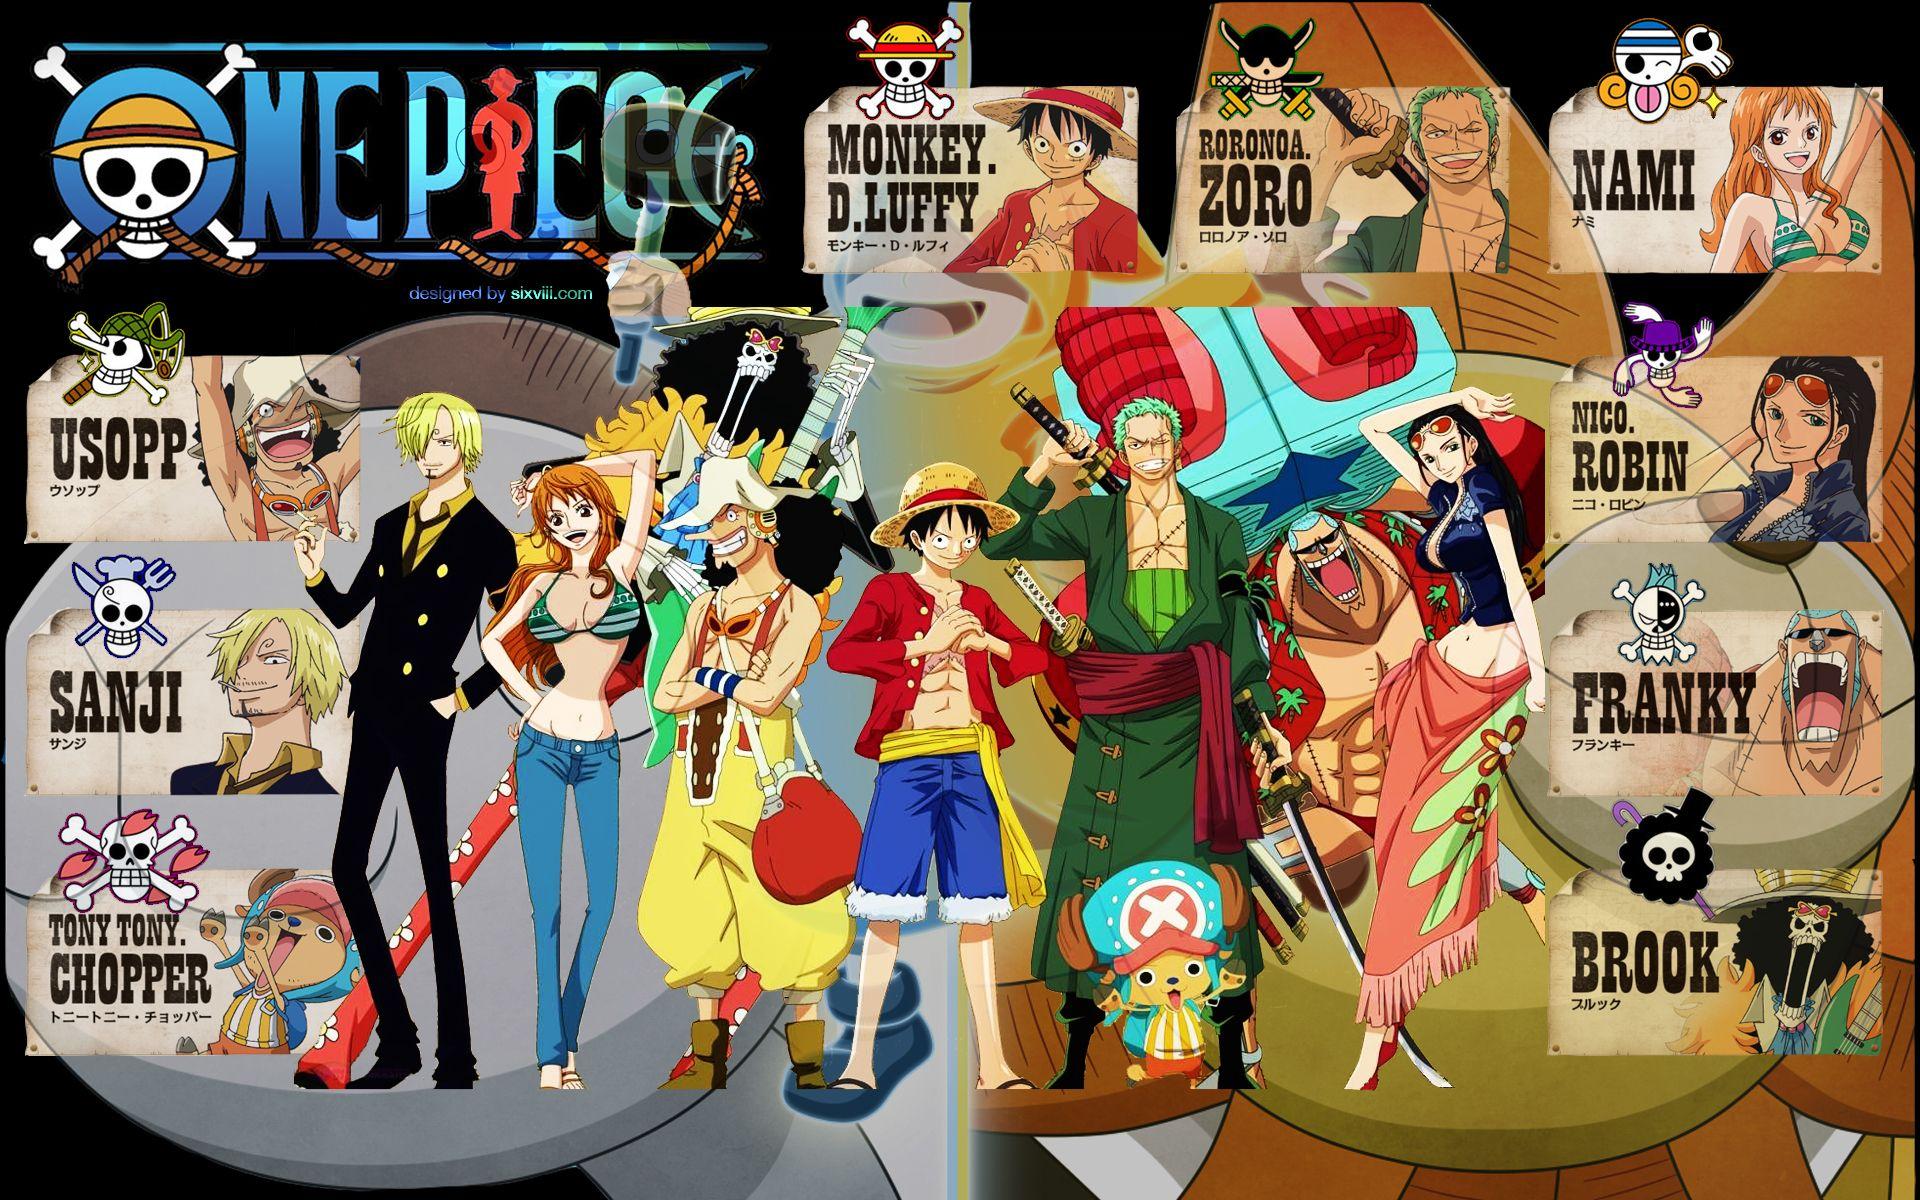 ONE PIECE
designed by sixviii.com
MONKEY.
D.LUFFY
モンキー・D・ルフィ
RORONOA.
ZORO
ロロノア・ゾロ
NAMI
ナミ
USOPP
ウソップ
NICO.
ROBIN
ニコ・ロビン
SANJI
サンジ
FRANKY
フランキー
TONY TONY.
CHOPPER
トニートニー・チョッパー
BROOK
ブルック